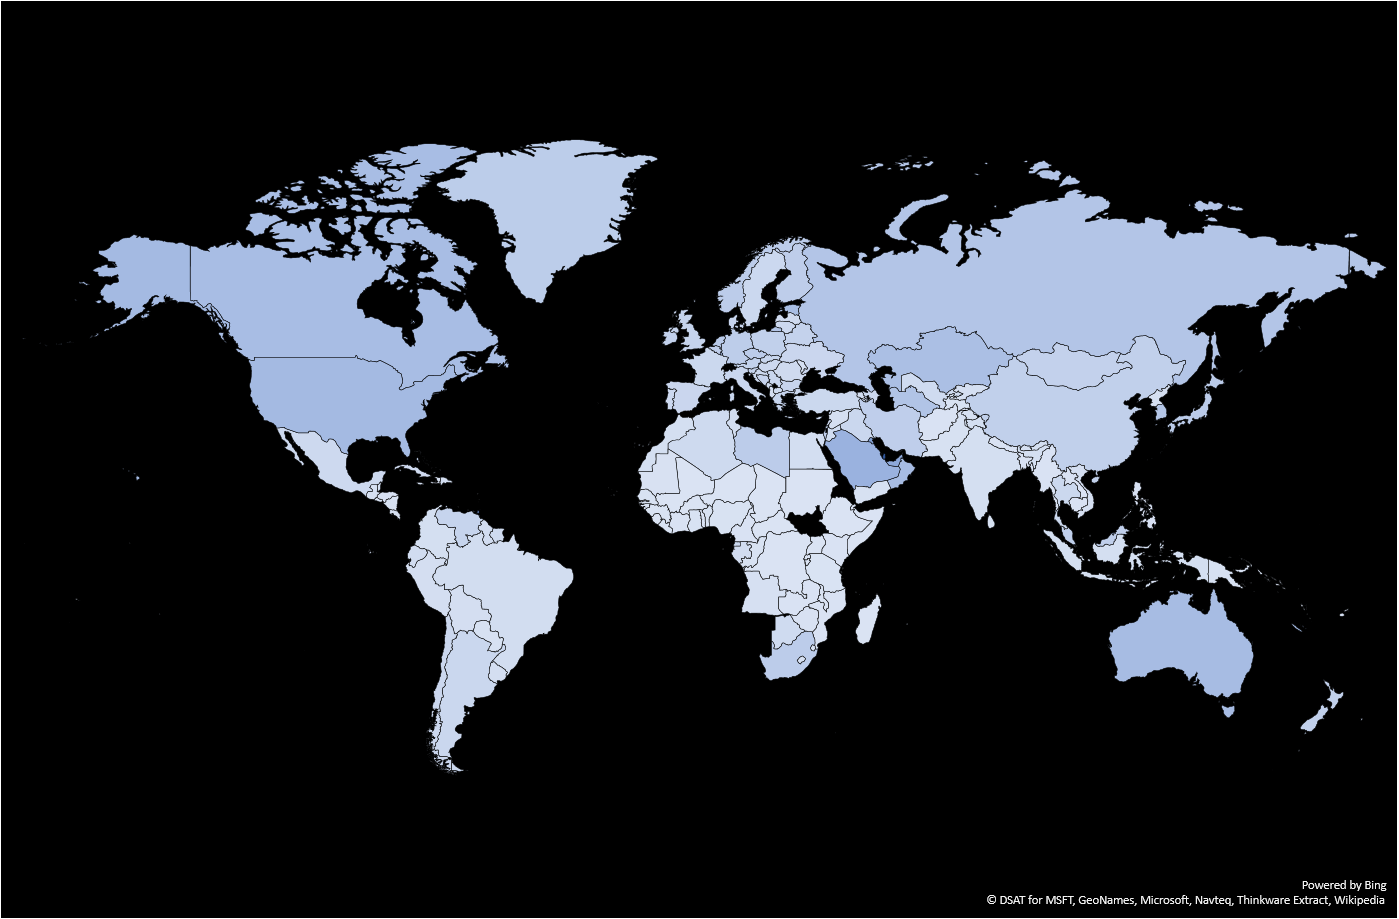 Powered by Bing
© DSAT for MSFT, GeoNames, Microsoft, Navteq, Thinkware Extract, Wikipedia